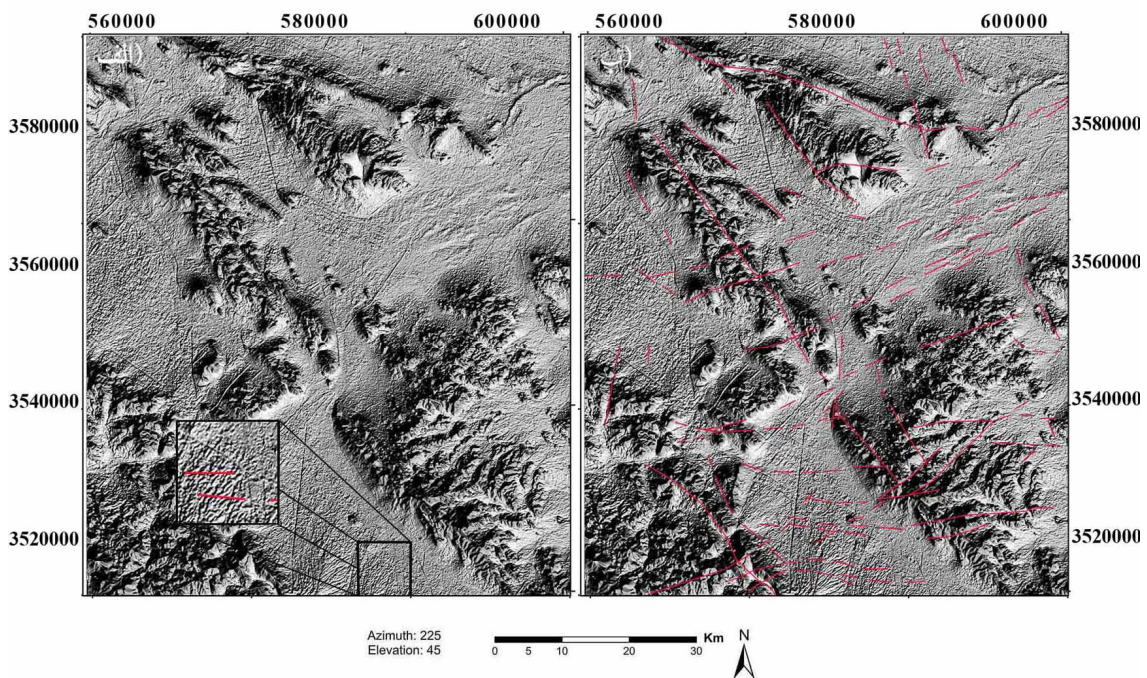 560000 580000 600000 560000 580000 600000
الف)
ب)
3580000 3580000
3560000 3560000
3540000 3540000
3520000 3520000
Azimuth: 225
Elevation: 45
Km
0 5 10 20 30
N